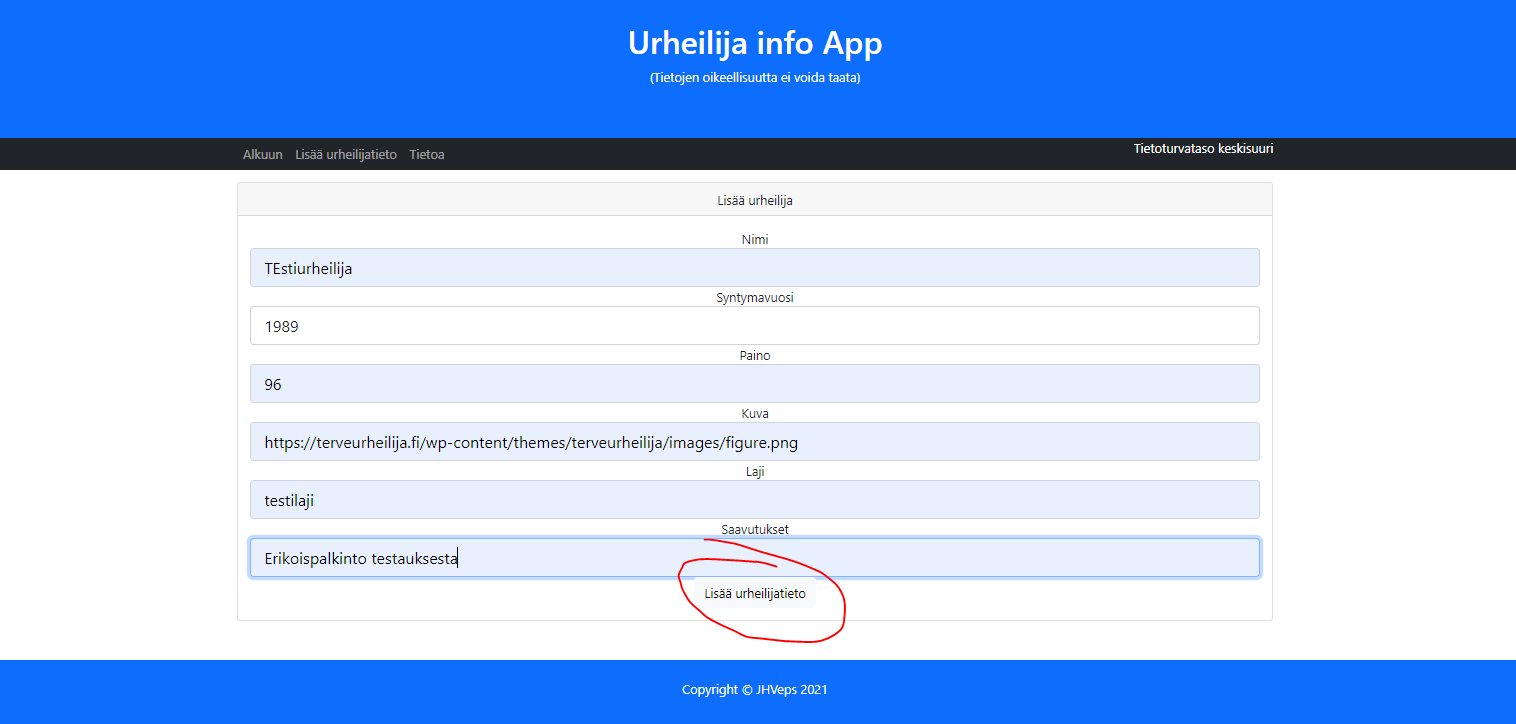 Urheilija info App
(Tietojen oikeellisuutta ei voida taata)
Alkuun Lisää urheilijatieto Tietoa
Tietoturvataso keskisuuri
Lisää urheilija
Nimi
TEstiurheilija
Syntymavuosi
1989
Paino
96
Kuva
https://terveurheilija.fi/wp-content/themes/terveurheilija/images/figure.png
Laji
testilaji
Saavutukset
Erikoispalkinto testauksesta
Lisää urheilijatieto
Copyright © JHVeps 2021